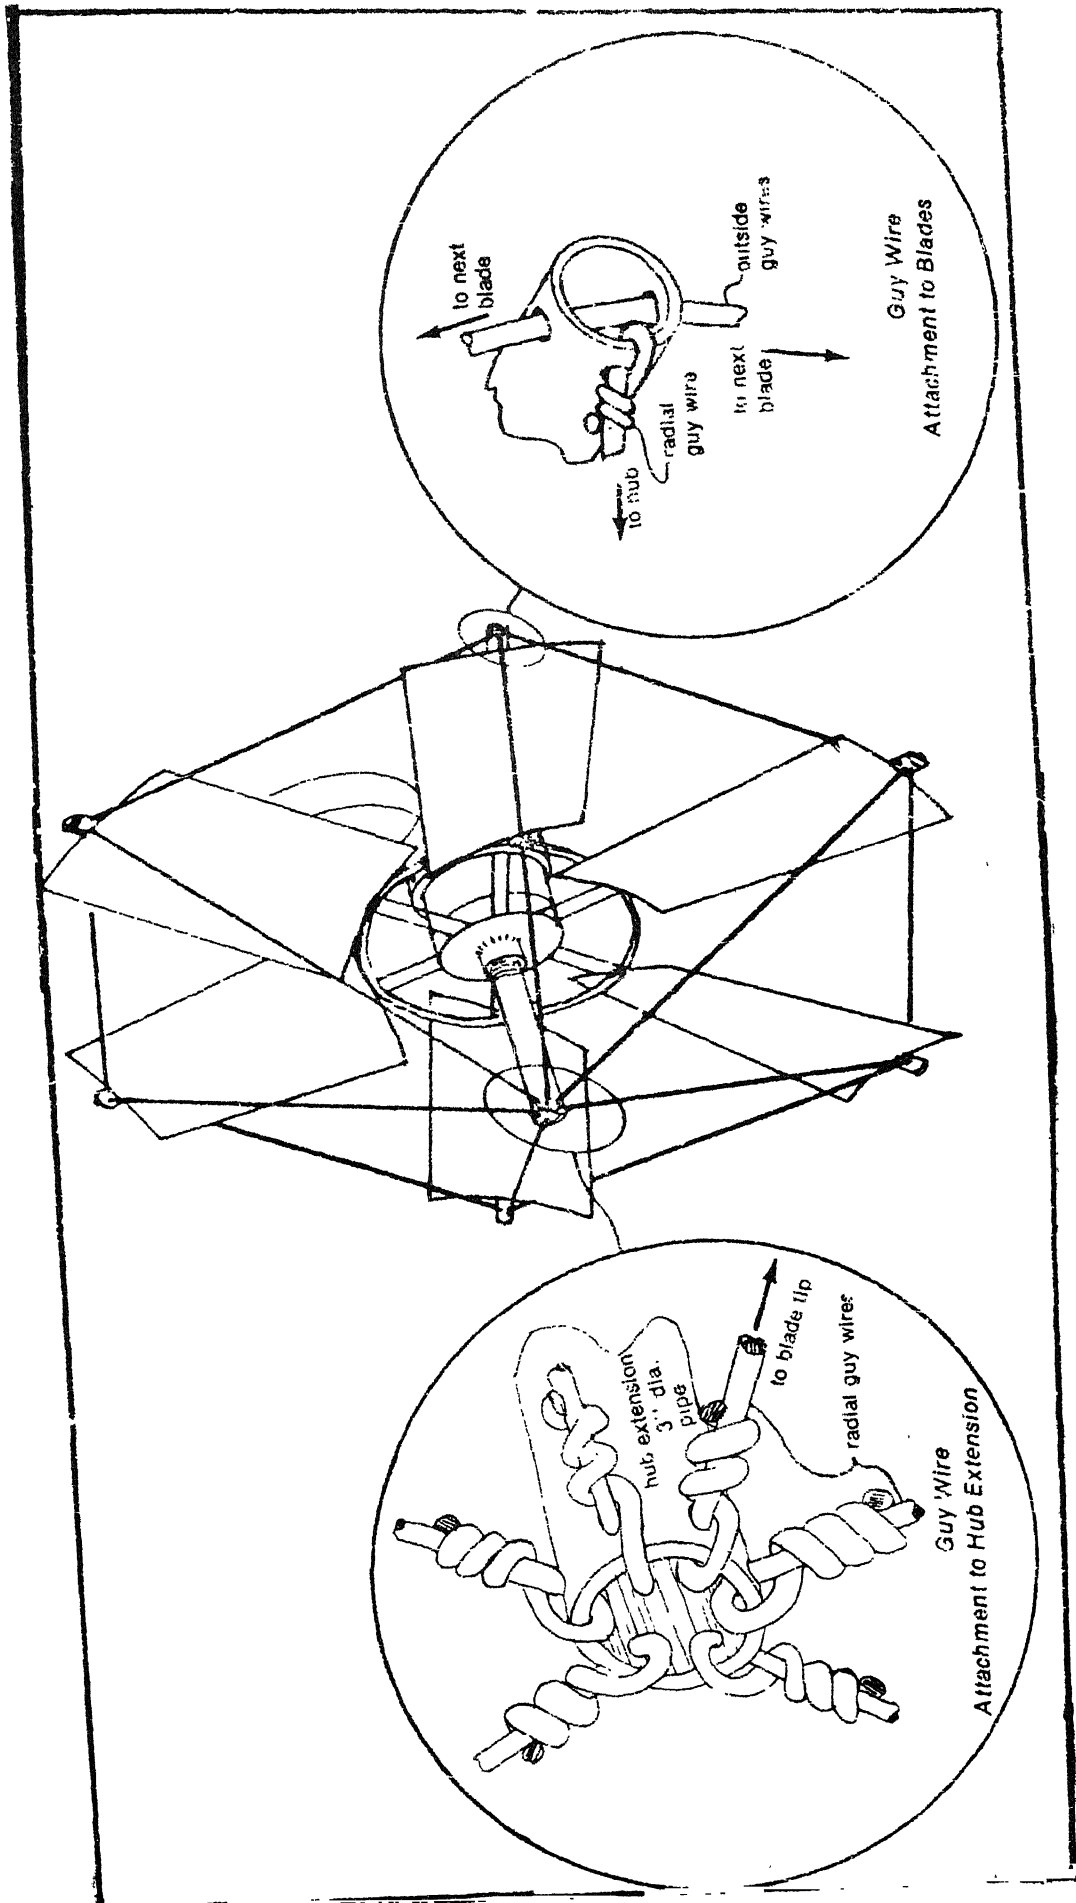 hub extension
3" dia.
pipe
to blade tip
radial guy wires
Guy Wire
Attachment to Hub Extension
to next
blade
to hub
radial
guy wire
to next
blade
outside
guy wires
Guy Wire
Attachment to Blades